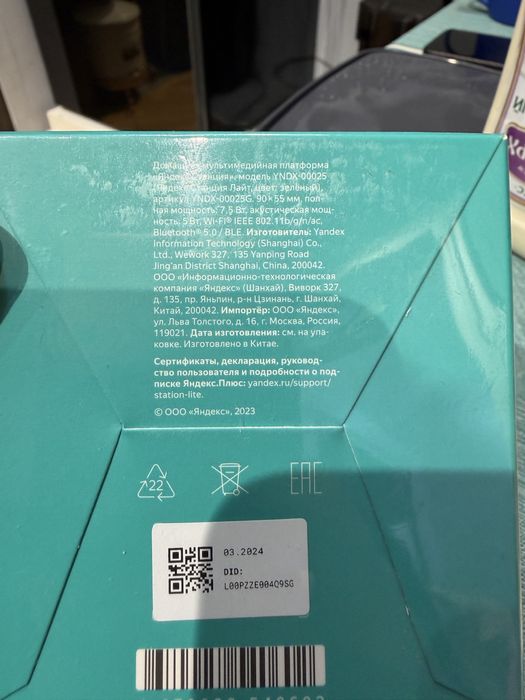 Домашняя мультимедийная платформа
«Яндекс Станция», модель YNDX-00025
(Яндекс Станция Лайт, цвет: зелёный),
артикул YNDX-00025G. 90 × 55 мм, пол-
ная мощность: 7,5 Вт, акустическая мощ-
ность: 5 Вт, Wi-Fi® IEEE 802.11b/g/n/ac,
Bluetooth® 5.0 / BLE. Изготовитель: Yandex
Information Technology (Shanghai) Co.,
Ltd., Wework 327, 135 Yanping Road
Jing'an District Shanghai, China, 200042.
ООО «Информационно-технологическая
компания «Яндекс» (Шанхай), Виворк 327,
д. 135, пр. Яньпин, р-н Цзинань, г. Шанхай,
Китай, 200042. Импортёр: ООО «Яндекс»,
ул. Льва Толстого, д. 16, г. Москва, Россия,
119021. Дата изготовления: см. на упа-
ковке. Изготовлено в Китае.
Сертификаты, декларация, руковод-
ство пользователя и подробности о под-
писке Яндекс.Плюс: yandex.ru/support/
station-lite.
© ООО «Яндекс», 2023
22
EAC
03.2024
DID:
L00PZZE004Q9SG